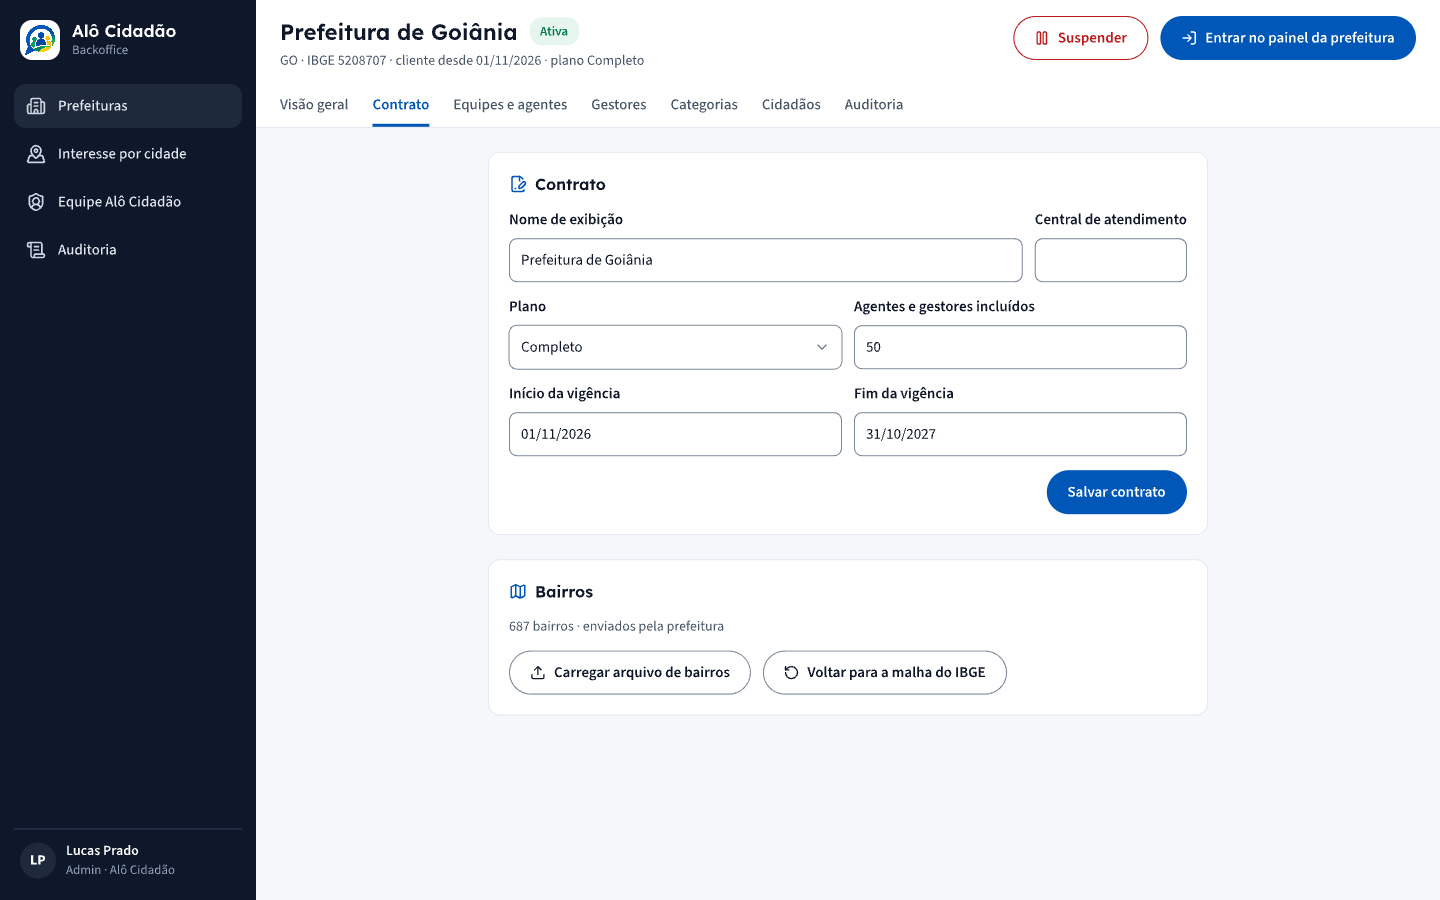 Alô Cidadão
Backoffice
Prefeituras
Interesse por cidade
Equipe Alô Cidadão
Auditoria
LP
Lucas Prado
Admin · Alô Cidadão
Prefeitura de Goiânia
Ativa
GO · IBGE 5208707 · cliente desde 01/11/2026 · plano Completo
Suspender
Entrar no painel da prefeitura
Visão geral
Contrato
Equipes e agentes
Gestores
Categorias
Cidadãos
Auditoria
Contrato
Nome de exibição
Central de atendimento
Prefeitura de Goiânia
Plano
Agentes e gestores incluídos
Completo
50
Início da vigência
Fim da vigência
01/11/2026
31/10/2027
Salvar contrato
Bairros
687 bairros · enviados pela prefeitura
Carregar arquivo de bairros
Voltar para a malha do IBGE